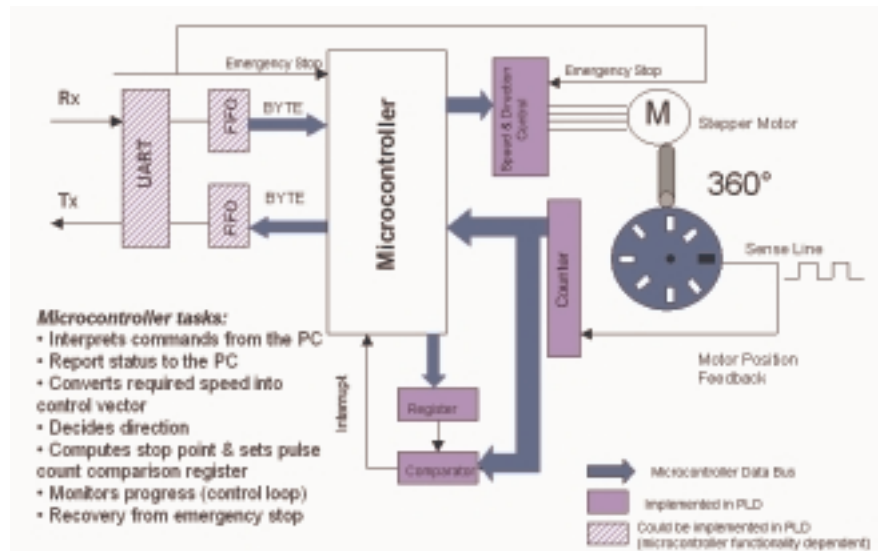 Emergency Stop
Emergency Stop
Rx
BYTE
FIFO
UART
Microcontroller
Speed & Direction
Control
M
Stepper Motor
360°
Tx
BYTE
FIFO
Counter
Sense Line
Motor Position
Feedback
Microcontroller tasks:
• Interprets commands from the PC
• Report status to the PC
• Converts required speed into
control vector
• Decides direction
• Computes stop point & sets pulse
count comparison register
• Monitors progress (control loop)
• Recovery from emergency stop
Interrupt
Register
Comparator
Microcontroller Data Bus
Implemented in PLD
Could be implemented in PLD
(microcontroller functionality dependent)